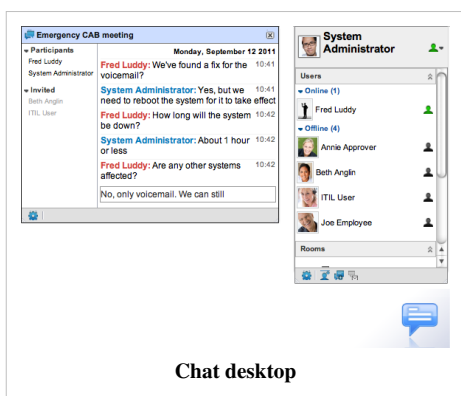 Emergency CAB meeting
Participants
Fred Luddy
System Administrator
Invited
Beth Anglin
ITIL User
Monday, September 12 2011
Fred Luddy: We've found a fix for the 10:41
voicemail?
System Administrator: Yes, but we 10:41
need to reboot the system for it to take effect
Fred Luddy: How long will the system 10:42
be down?
System Administrator: About 1 hour 10:42
or less
Fred Luddy: Are any other systems 10:42
affected?
No, only voicemail. We can still
System
Administrator
Users
Online (1)
Fred Luddy
Offline (4)
Annie Approver
Beth Anglin
ITIL User
Joe Employee
Rooms
Chat desktop